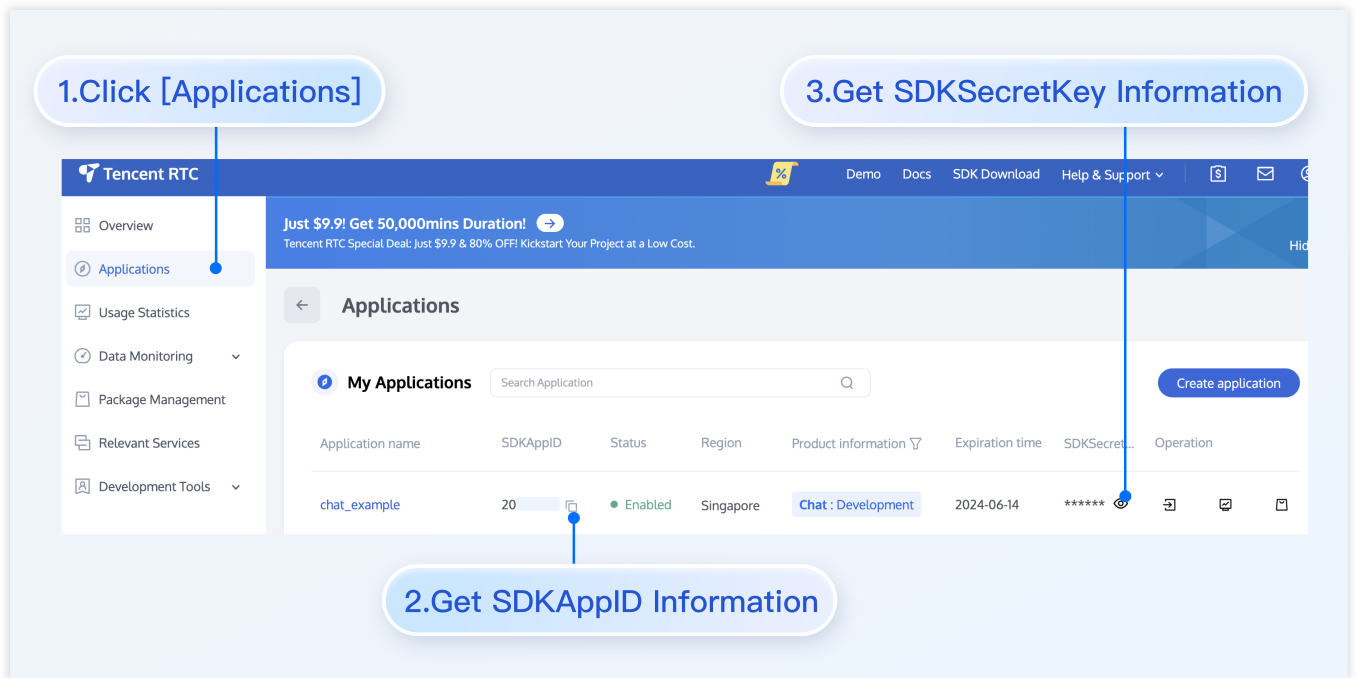 1.Click [Applications]
3.Get SDKSecretKey Information
Tencent RTC
%
Demo
Docs
SDK Download
Help & Support
$
Overview
Applications
Usage Statistics
Data Monitoring
Package Management
Relevant Services
Development Tools
Just $9.9! Get 50,000mins Duration!
Tencent RTC Special Deal: Just $9.9 & 80% OFF! Kickstart Your Project at a Low Cost.
Hid
Applications
My Applications
Search Application
Create application
Application name
SDKAppID
Status
Region
Product information
Expiration time
SDKSecret...
Operation
chat_example
20
Enabled
Singapore
Chat : Development
2024-06-14
******
2.Get SDKAppID Information